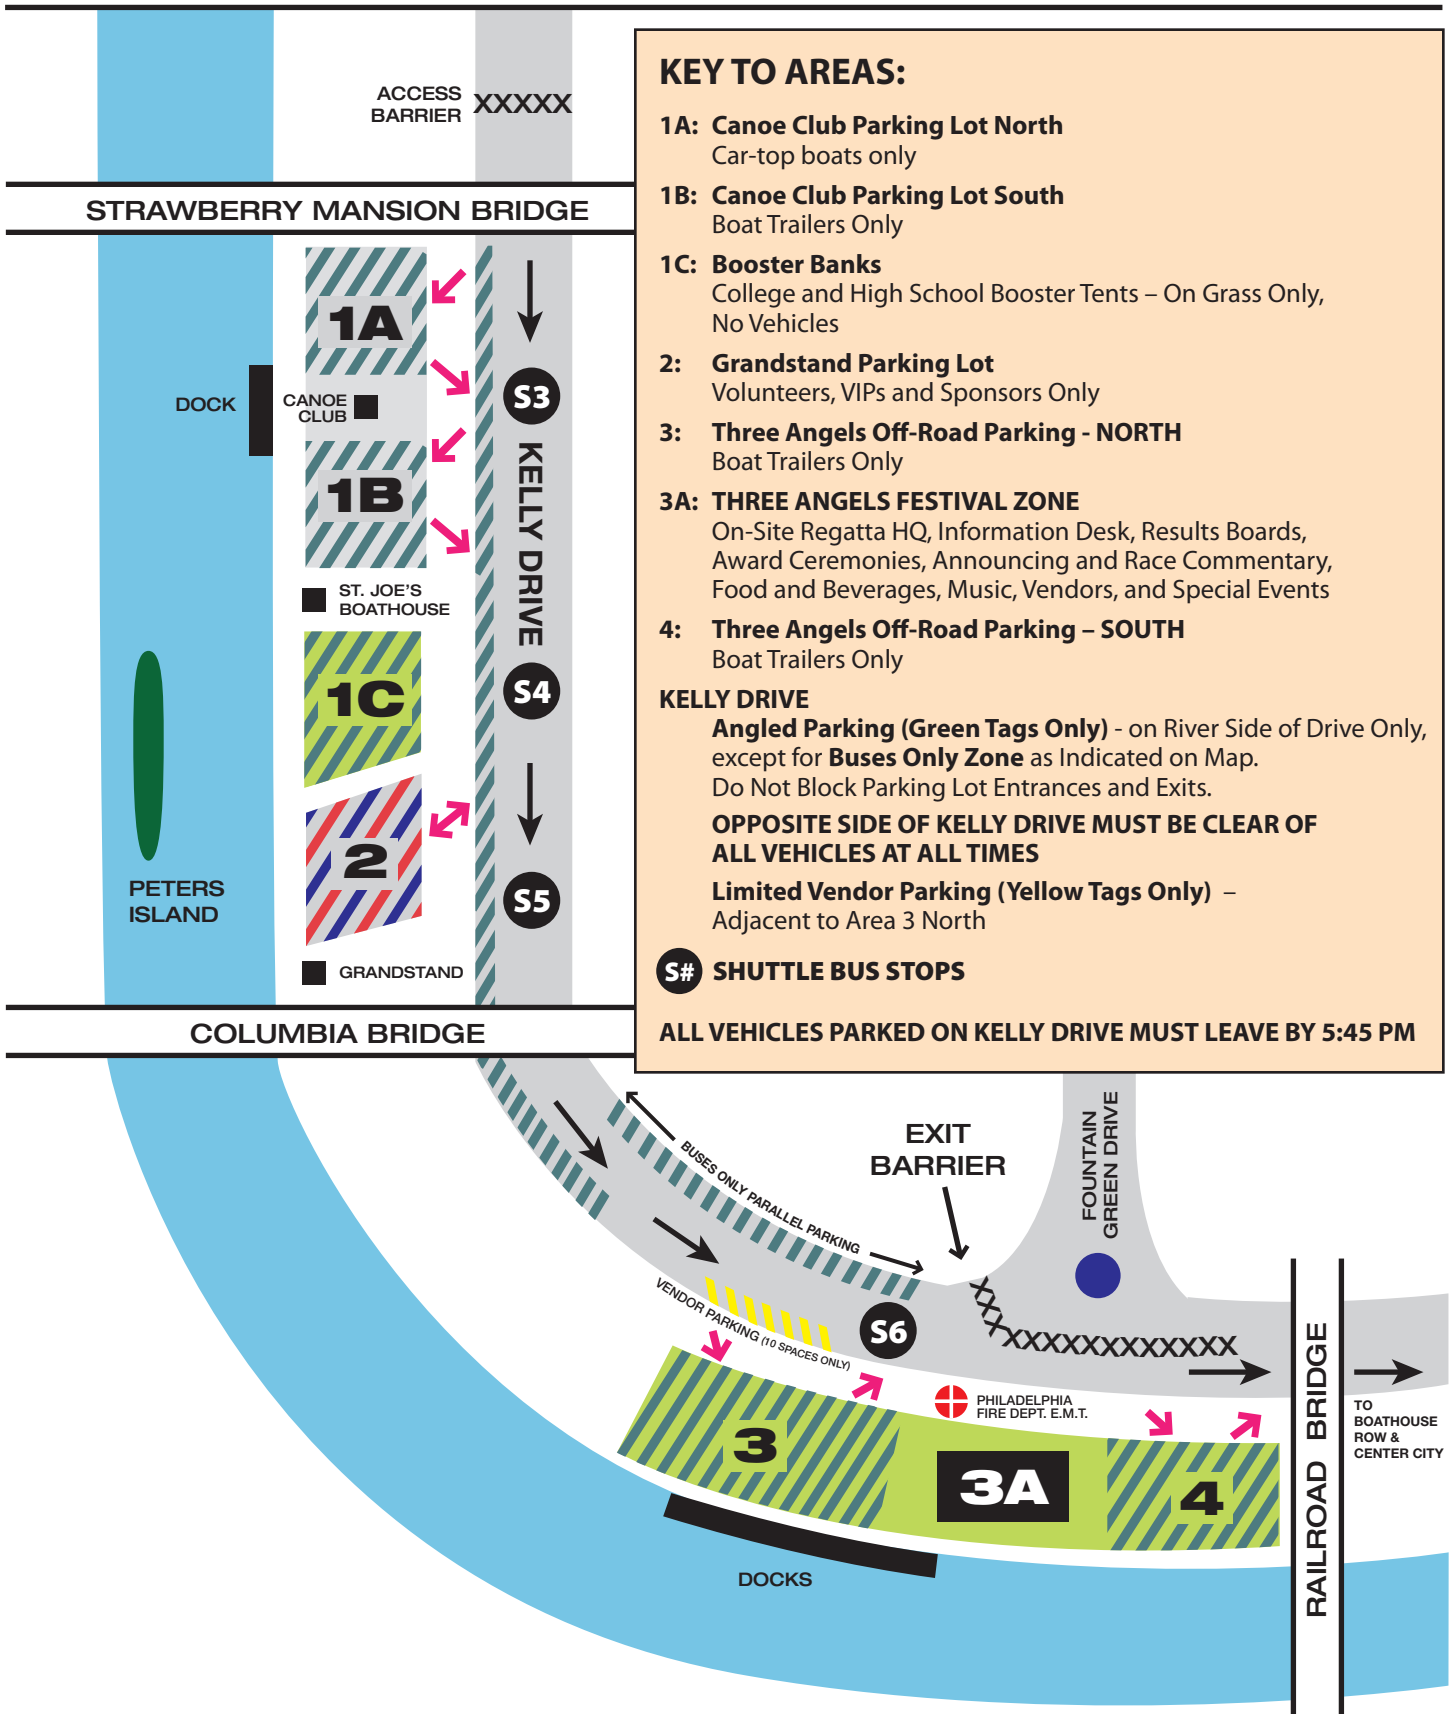 ACCESS
BARRIER
XXXXX
STRAWBERRY MANSION BRIDGE
1A
S3
DOCK
CANOE
CLUB
1B
KELLY DRIVE
ST. JOE'S
BOATHOUSE
1C
S4
2
S5
PETERS
ISLAND
GRANDSTAND
COLUMBIA BRIDGE
KEY TO AREAS:
1A: Canoe Club Parking Lot North
Car-top boats only
1B: Canoe Club Parking Lot South
Boat Trailers Only
1C: Booster Banks
College and High School Booster Tents – On Grass Only,
No Vehicles
2: Grandstand Parking Lot
Volunteers, VIPs and Sponsors Only
3: Three Angels Off-Road Parking - NORTH
Boat Trailers Only
3A: THREE ANGELS FESTIVAL ZONE
On-Site Regatta HQ, Information Desk, Results Boards,
Award Ceremonies, Announcing and Race Commentary,
Food and Beverages, Music, Vendors, and Special Events
4: Three Angels Off-Road Parking – SOUTH
Boat Trailers Only
KELLY DRIVE
Angled Parking (Green Tags Only) - on River Side of Drive Only,
except for Buses Only Zone as Indicated on Map.
Do Not Block Parking Lot Entrances and Exits.
OPPOSITE SIDE OF KELLY DRIVE MUST BE CLEAR OF
ALL VEHICLES AT ALL TIMES
Limited Vendor Parking (Yellow Tags Only) –
Adjacent to Area 3 North
S# SHUTTLE BUS STOPS
ALL VEHICLES PARKED ON KELLY DRIVE MUST LEAVE BY 5:45 PM
BUSES ONLY PARALLEL PARKING
EXIT
BARRIER
FOUNTAIN
GREEN DRIVE
VENDOR PARKING (10 SPACES ONLY)
S6
XXXXXXXXXXXXXXXX
PHILADELPHIA
FIRE DEPT. E.M.T.
3
3A
4
DOCKS
RAILROAD BRIDGE
TO
BOATHOUSE
ROW &
CENTER CITY